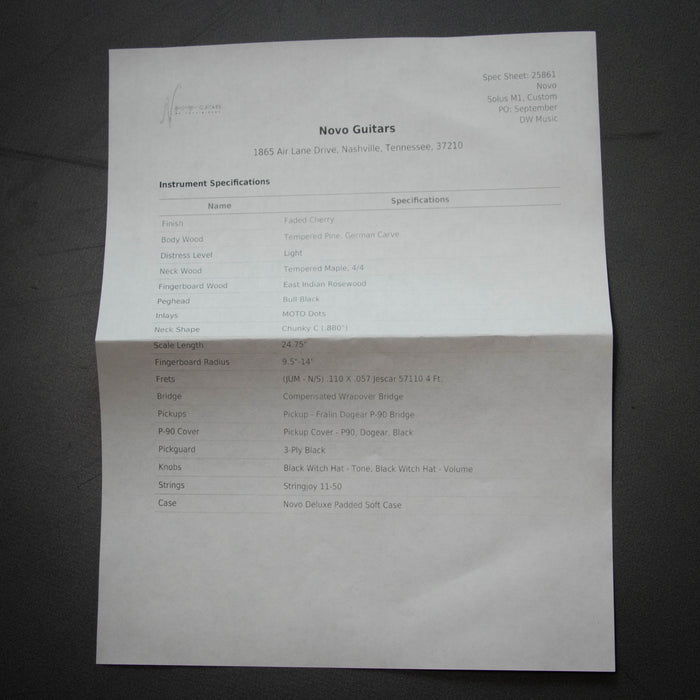 Spec Sheet: 25861
Novo
Solus M1, Custom
PO: September
DW Music
Novo Guitars
1865 Air Lane Drive, Nashville, Tennessee, 37210
Instrument Specifications
Name Specifications
Finish Faded Cherry
Body Wood Tempered Pine, German Carve
Distress Level Light
Neck Wood Tempered Maple, 4/4
Fingerboard Wood East Indian Rosewood
Peghead Bull Black
Inlays MOTO Dots
Neck Shape Chunky C (.880")
Scale Length 24.75"
Fingerboard Radius 9.5"-14"
Frets (JUM - N/S) .110 X .057 Jescar 57110 4 Ft.
Bridge Compensated Wrapover Bridge
Pickups Pickup - Fralin Dogear P-90 Bridge
P-90 Cover Pickup Cover - P90, Dogear, Black
Pickguard 3-Ply Black
Knobs Black Witch Hat - Tone, Black Witch Hat - Volume
Strings Stringjoy 11-50
Case Novo Deluxe Padded Soft Case